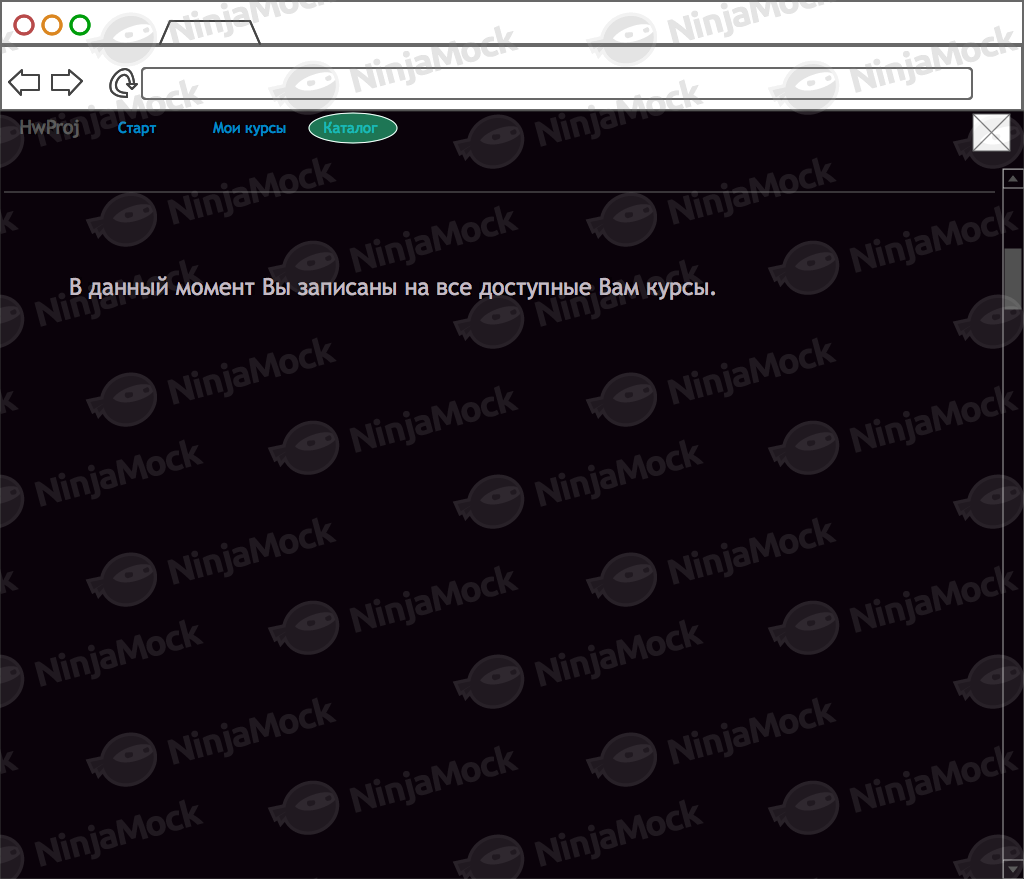 HwProj Старт Мои курсы Каталог
В данный момент Вы записаны на все доступные Вам курсы.
NinjaMock